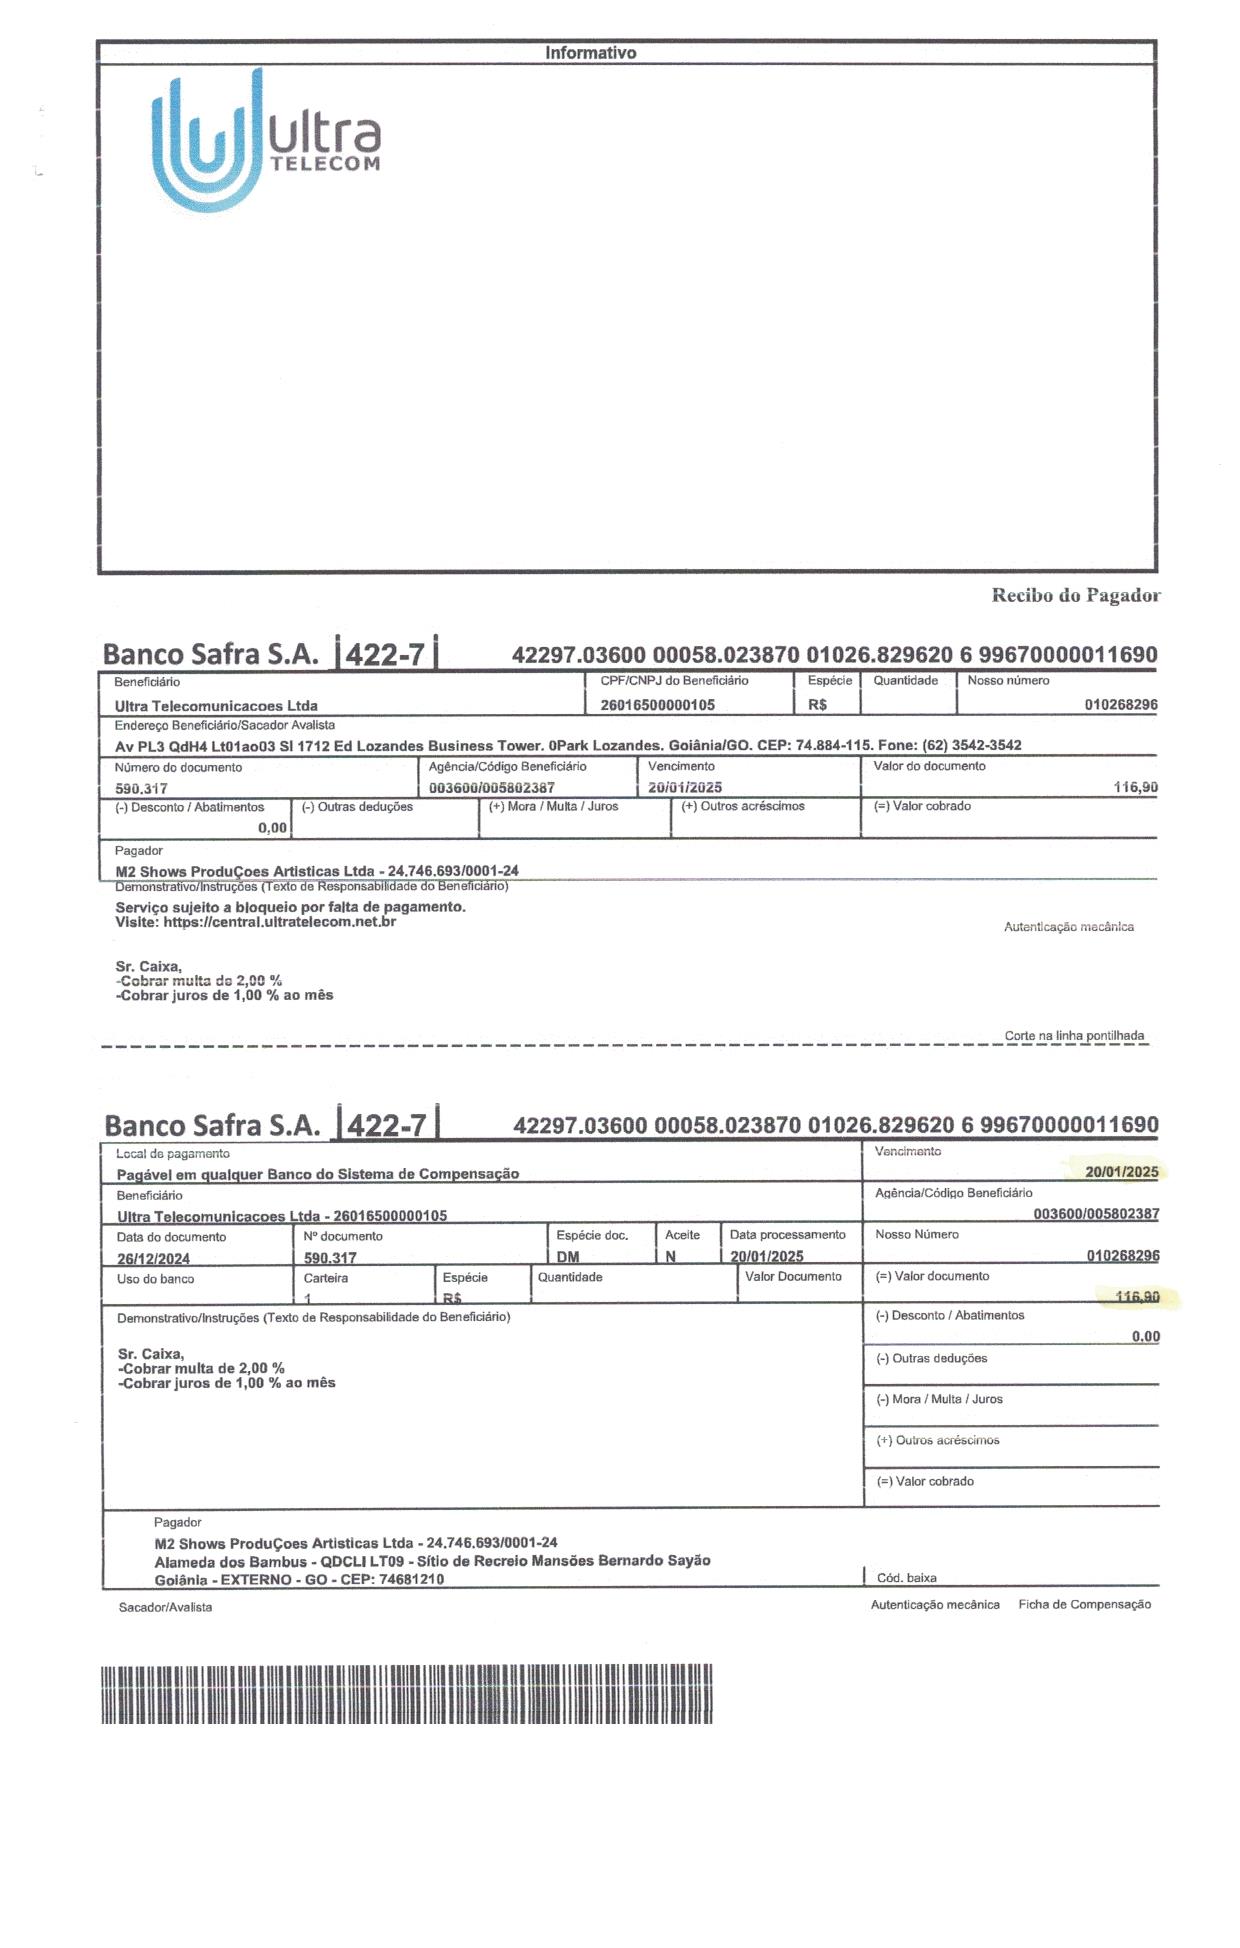 Informativo
ultra
TELECOM
Recibo do Pagador
Banco Safra S.A. 422-7 42297.03600 00058.023870 01026.829620 6 99670000011690
Beneficiário CPF/CNPJ do Beneficiário Espécie Quantidade Nosso número
Ultra Telecomunicacoes Ltda 26016500000105 R$ 010268296
Endereço Beneficiário/Sacador Avalista
Av PL3 QdH4 Lt01ao03 Sl 1712 Ed Lozandes Business Tower. 0Park Lozandes. Goiânia/GO. CEP: 74.884-115. Fone: (62) 3542-3542
Número do documento Agência/Código Beneficiário Vencimento Valor do documento
590.317 003600/005802387 20/01/2025 116,90
(-) Desconto / Abatimentos (-) Outras deduções (+) Mora / Multa / Juros (+) Outros acréscimos (=) Valor cobrado
0,00
Pagador
M2 Shows ProduÇoes Artisticas Ltda - 24.746.693/0001-24
Demonstrativo/Instruções (Texto de Responsabilidade do Beneficiário)
Serviço sujeito a bloqueio por falta de pagamento.
Visite: https://central.ultratelecom.net.br
Autenticação mecânica
Sr. Caixa,
-Cobrar multa de 2,00 %
-Cobrar juros de 1,00 % ao mês
Corte na linha pontilhada
Banco Safra S.A. 422-7 42297.03600 00058.023870 01026.829620 6 99670000011690
Local de pagamento Vencimento
Pagável em qualquer Banco do Sistema de Compensação 20/01/2025
Beneficiário Agência/Código Beneficiário
Ultra Telecomunicacoes Ltda - 26016500000105 003600/005802387
Data do documento Nº documento Espécie doc. Aceite Data processamento Nosso Número
26/12/2024 590.317 DM N 20/01/2025 010268296
Uso do banco Carteira Espécie Quantidade Valor Documento (=) Valor documento
1 R$ 116,90
Demonstrativo/Instruções (Texto de Responsabilidade do Beneficiário) (-) Desconto / Abatimentos
0,00
Sr. Caixa,
-Cobrar multa de 2,00 %
-Cobrar juros de 1,00 % ao mês
(-) Outras deduções
(-) Mora / Multa / Juros
(+) Outros acréscimos
(=) Valor cobrado
Pagador
M2 Shows ProduÇoes Artisticas Ltda - 24.746.693/0001-24
Alameda dos Bambus - QDCLI LT09 - Sítio de Recreio Mansões Bernardo Sayão
Goiânia - EXTERNO - GO - CEP: 74681210 Cód. baixa
Sacador/Avalista Autenticação mecânica Ficha de Compensação